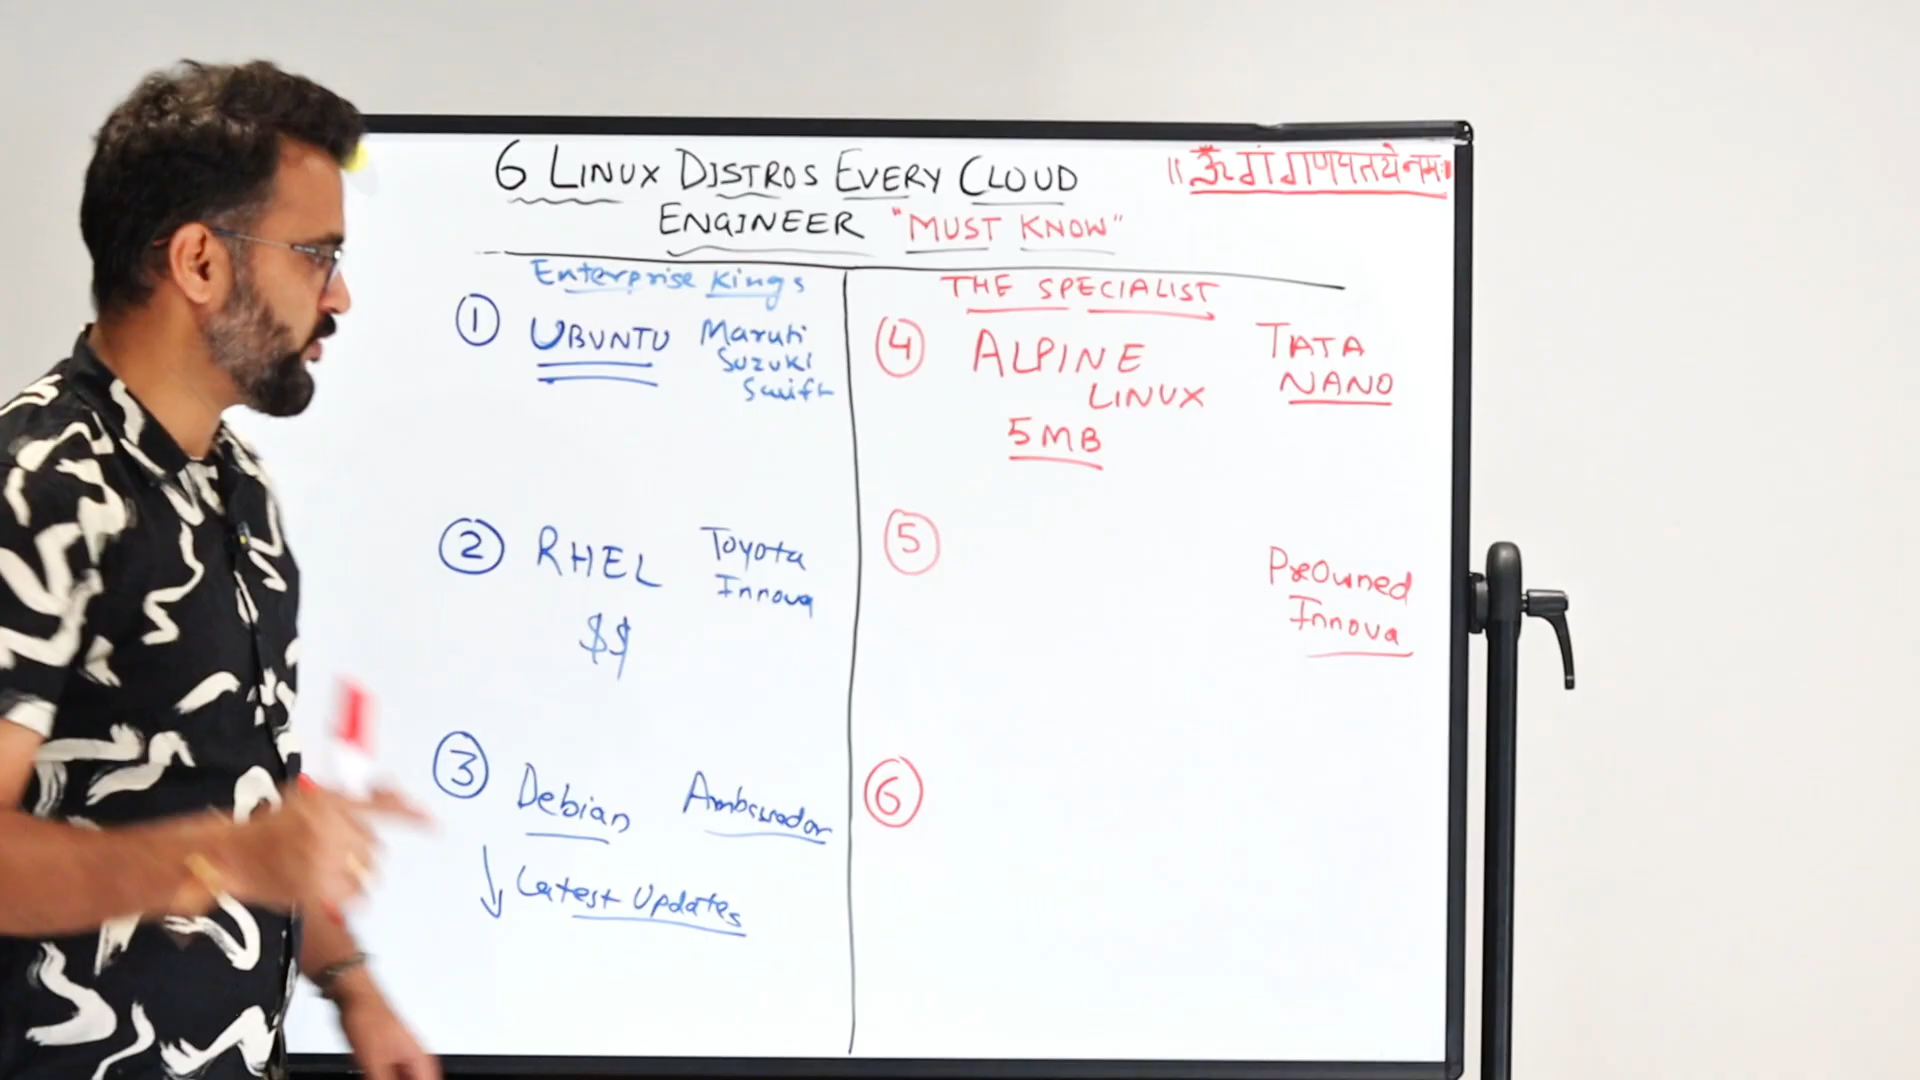 6 LINUX DISTROS EVERY CLOUD
ENGINEER "MUST KNOW"
॥ ॐ गं गणपतये नमः॥
Enterprise Kings
① UBUNTU Maruti
Suzuki
Swift
② RHEL Toyota
Innova
$$
③ Debian Ambassador
↓ Latest Updates
THE SPECIALIST
④ ALPINE TATA
LINUX NANO
5MB
⑤ PreOwned
Innova
⑥